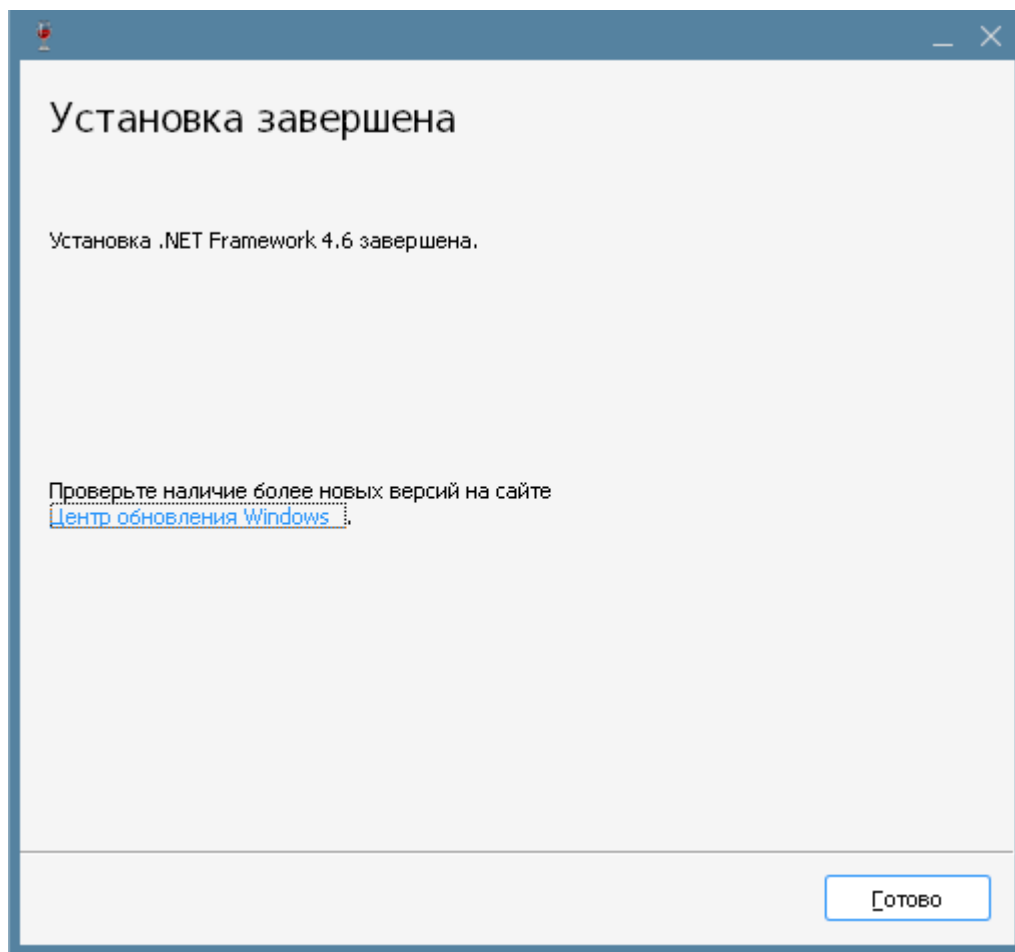 Установка завершена
Установка .NET Framework 4.6 завершена.
Проверьте наличие более новых версий на сайте
Центр обновления Windows .
Готово